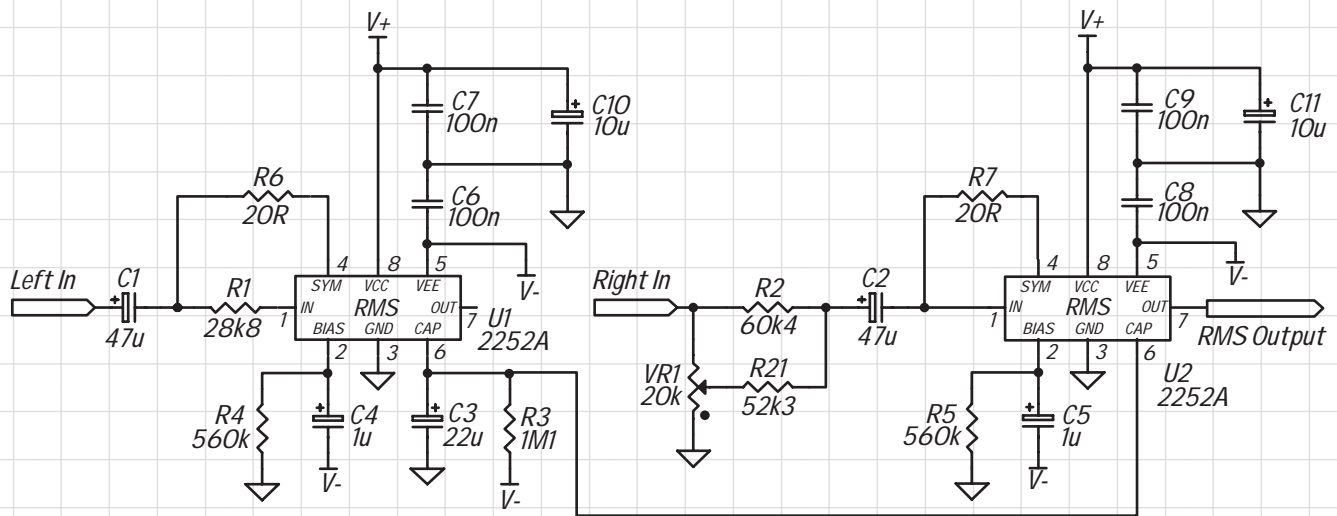 V+
V+
C7
100n
C10
10u
C9
100n
C11
10u
R6
20R
C6
100n
R7
20R
C8
100n
4 8 5
V-
4 8 5
V-
Left In
C1
47u
R1
28k8
SYM VCC VEE
IN RMS OUT
BIAS GND CAP
1
7
U1
2252A
2 3 6
Right In
R2
60k4
C2
47u
SYM VCC VEE
IN RMS OUT
BIAS GND CAP
1
7
RMS Output
2 3 6
U2
2252A
R4
560k
C4
1u
V-
C3
22u
R3
1M1
V-
VR1
20k
R21
52k3
R5
560k
C5
1u
V-